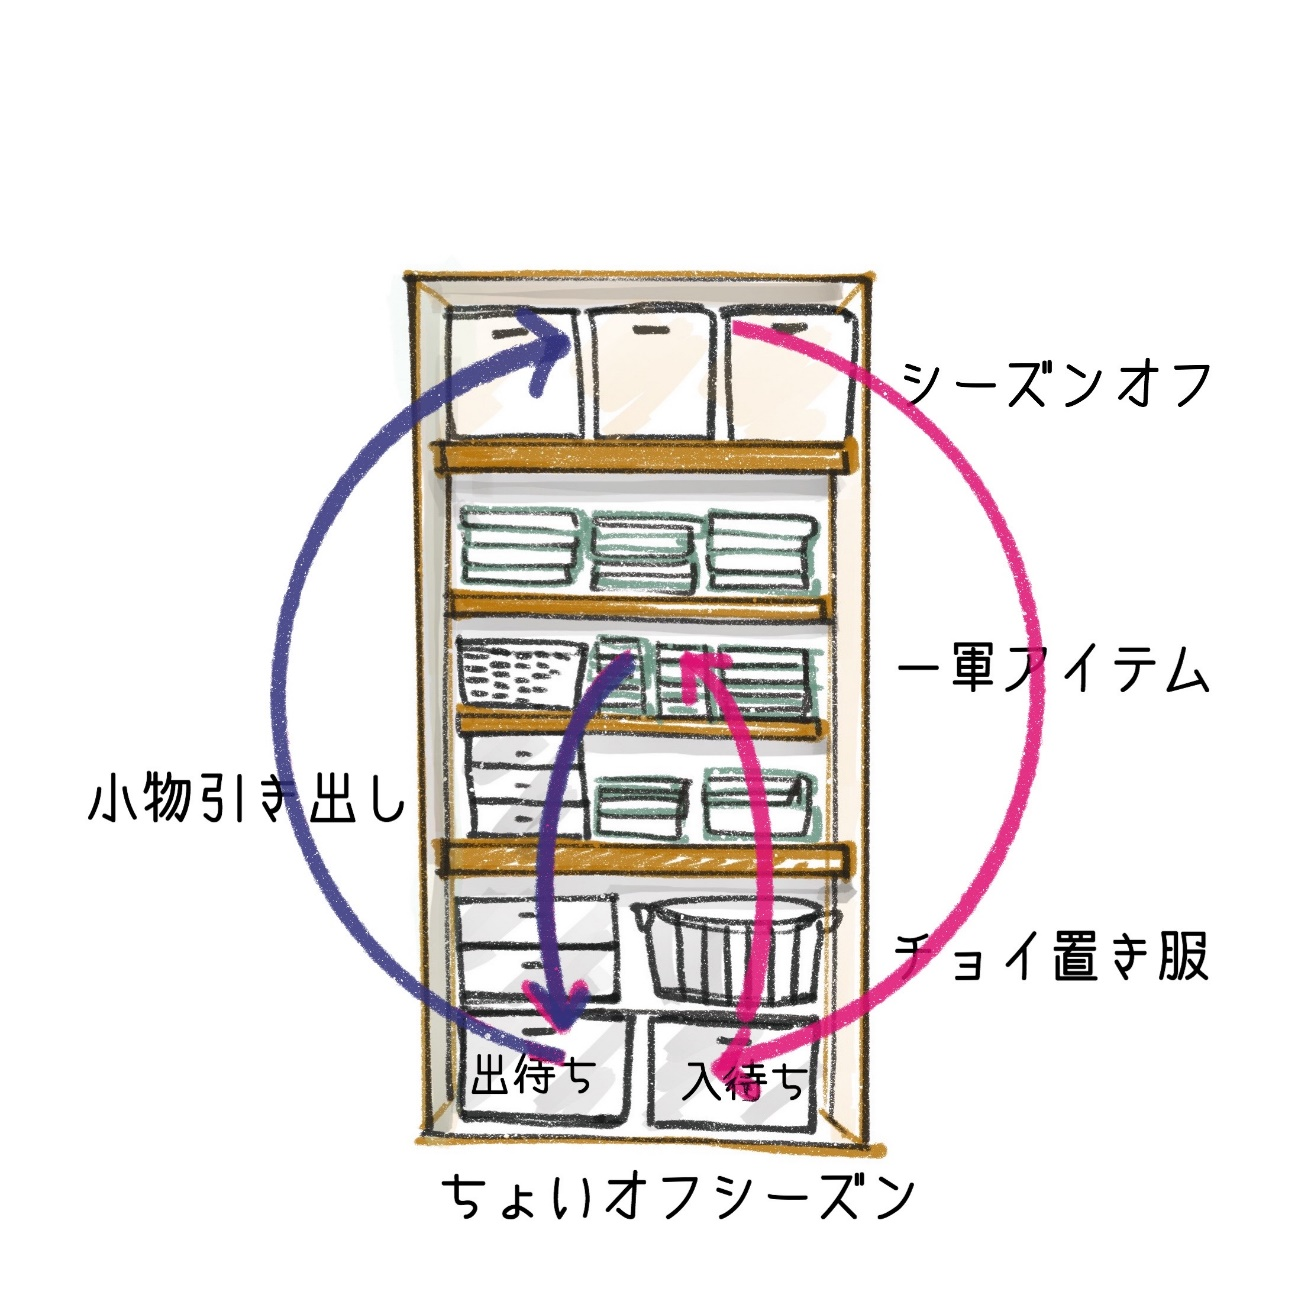 シーズンオフ
一軍アイテム
小物引き出し
チョイ置き服
出待ち
入待ち
ちょいオフシーズン